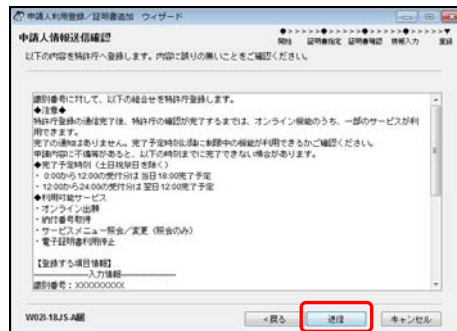 申請人利用登録／証明書追加　ウィザード
申請人情報送信確認
●>>>>>●>>>>>●>>>>>●>>>>>▼
開始　証明書指定　証明書確認　情報入力　登録
以下の内容を特許庁へ登録します。内容に誤りの無いことをご確認ください。
識別番号に対して、以下の組合せを特許庁登録します。
◆注意◆
特許庁登録の通信完了後、特許庁の確認が完了するまでは、オンライン機能のうち、一部のサービスが利
用できます。
完了の通知はありません。完了予定時刻以降に制限中の機能が利用できるかご確認ください。
申請内容に不備等があると、以下の時刻までに完了できない場合があります。
◆完了予定時刻（土日祝祭日を除く）
・ 0:00から12:00の受付分は 当日 18:00完了予定
・ 12:00から24:00の受付分は 翌日 12:00完了予定
◆利用可能サービス
・オンライン出願
・納付番号取得
・サービスメニュー照会／変更（照会のみ）
・電子証明書利用停止
【登録する項目情報】
--------------------入力情報--------------------
識別番号：XXXXXXXXX
W02I-18JS-A級
<戻る
送信
キャンセル